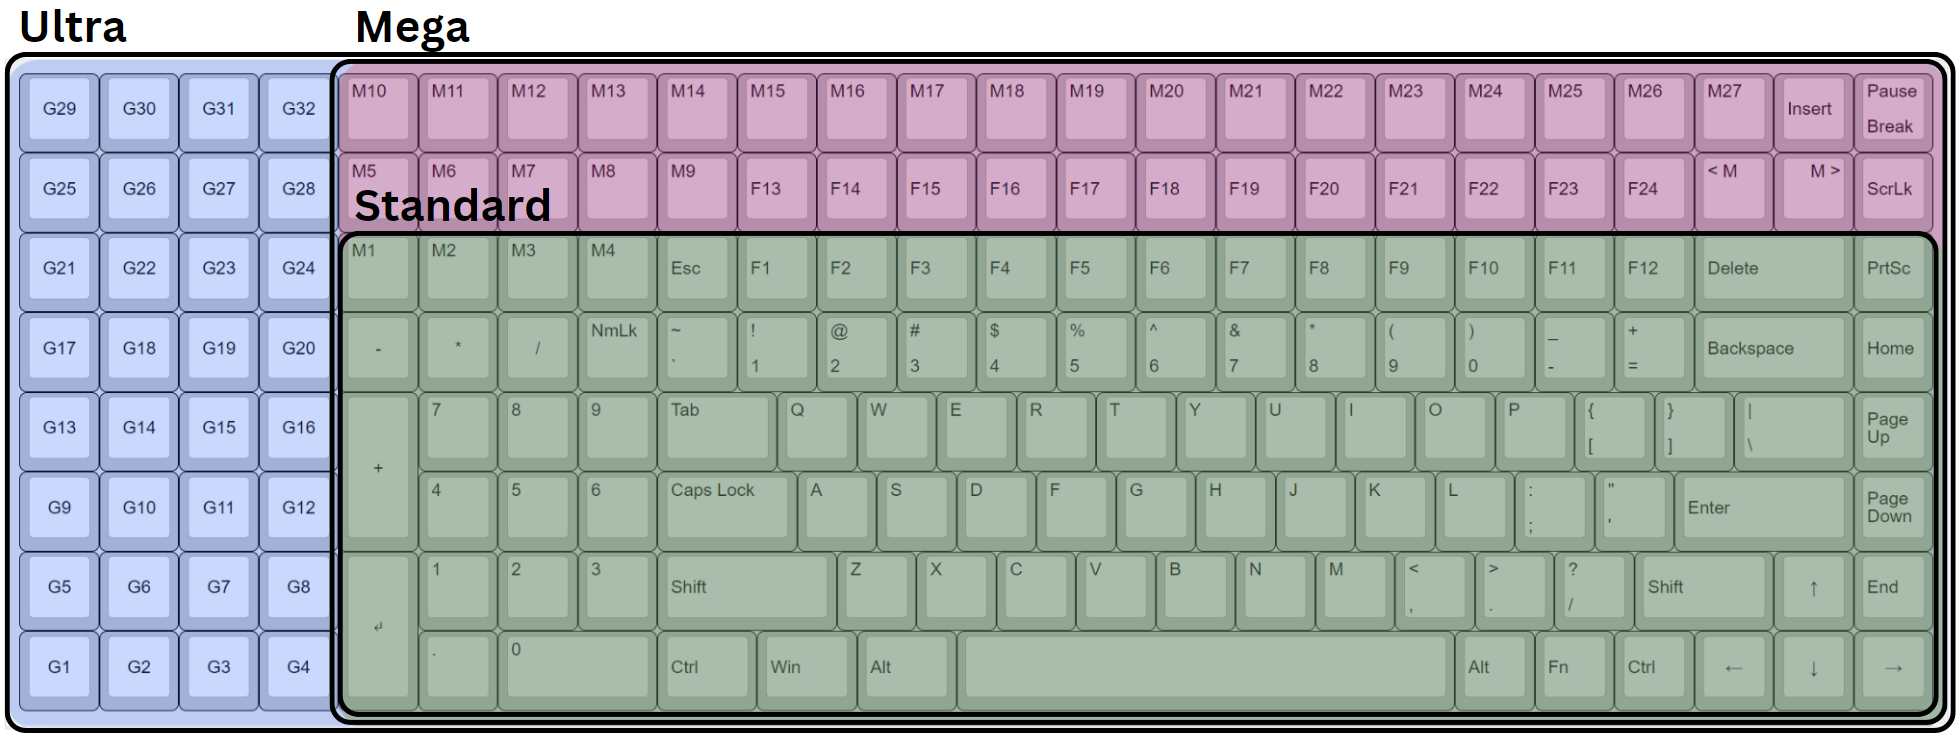 Ultra Mega
G29 G30 G31 G32 M10 M11 M12 M13 M14 M15 M16 M17 M18 M19 M20 M21 M22 M23 M24 M25 M26 M27 Insert Pause Break
G25 G26 G27 G28 M5 M6 M7 M8 M9 F13 F14 F15 F16 F17 F18 F19 F20 F21 F22 F23 F24 < M M > ScrLk
Standard
G21 G22 G23 G24 M1 M2 M3 M4 Esc F1 F2 F3 F4 F5 F6 F7 F8 F9 F10 F11 F12 Delete PrtSc
G17 G18 G19 G20 - * / NmLk ~ ` ! 1 @ 2 # 3 $ 4 % 5 ^ 6 & 7 * 8 ( 9 ) 0 _ - + = Backspace Home
G13 G14 G15 G16 + 7 8 9 Tab Q W E R T Y U I O P { [ } ] | \ Page Up
G9 G10 G11 G12 4 5 6 Caps Lock A S D F G H J K L : ; " ' Enter Page Down
G5 G6 G7 G8 ↵ 1 2 3 Shift Z X C V B N M < , > . ? / Shift ↑ End
G1 G2 G3 G4 . 0 Ctrl Win Alt Alt Fn Ctrl ← ↓ →